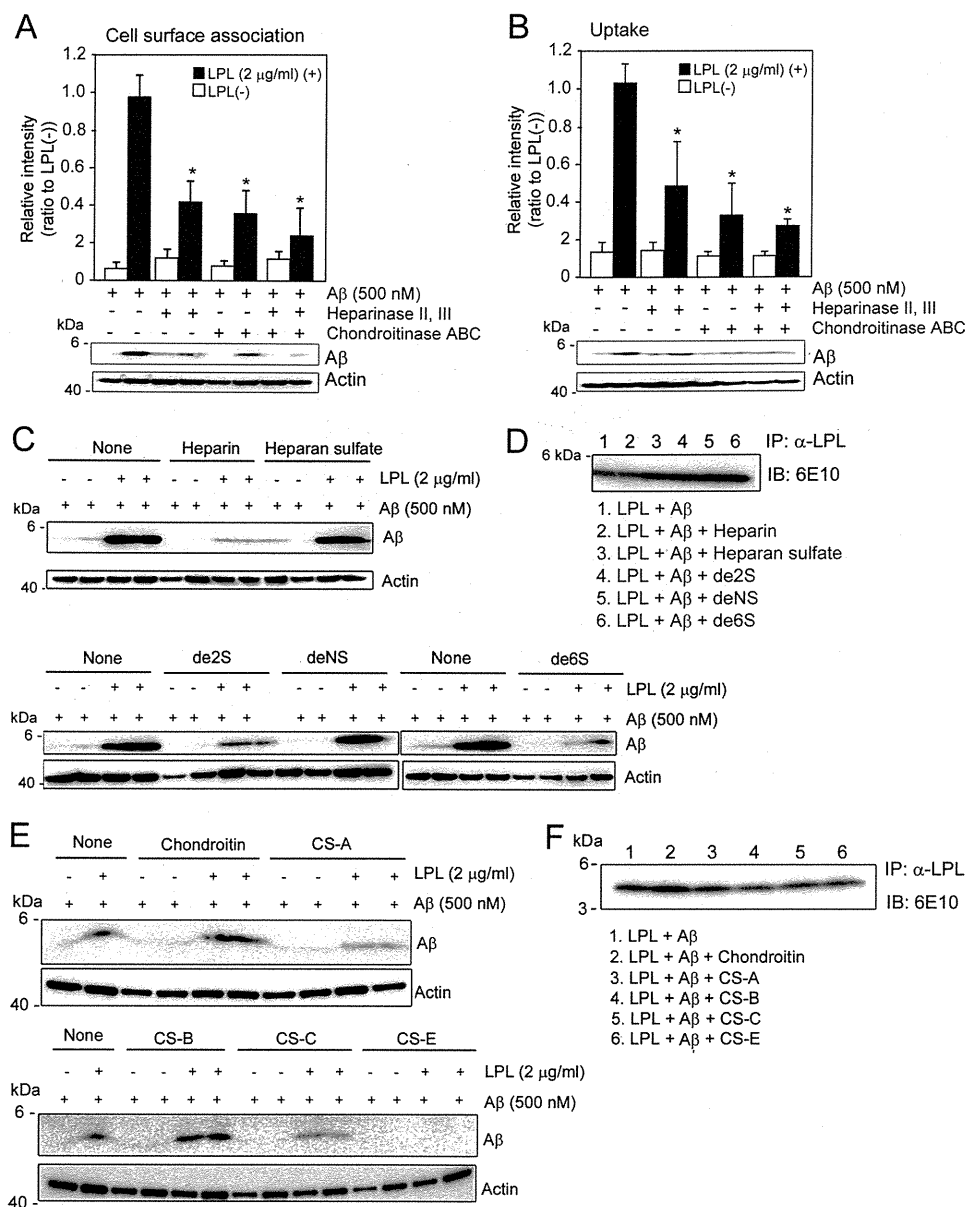 A
Cell surface association
LPL (2 μg/ml) (+)
LPL(-)
Relative intensity
(ratio to LPL(-))
1.2
1.0
0.8
0.6
0.4
2
0
* * *
+ + + + + + + + Aβ (500 nM)
- - + + - - + + Heparinase II, III
- - - - + + + + Chondroitinase ABC
kDa
6 - Aβ
40 - Actin
B
Uptake
LPL (2 μg/ml) (+)
LPL(-)
Relative intensity
(ratio to LPL(-))
1.2
1.0
0.8
0.6
0.4
2
0
* * *
+ + + + + + + + Aβ (500 nM)
- - + + - - + + Heparinase II, III
- - - - + + + + Chondroitinase ABC
kDa
6 - Aβ
40 - Actin
C
None Heparin Heparan sulfate
- - + + - - + + - - + + LPL (2 μg/ml)
+ + + + + + + + + + + + Aβ (500 nM)
kDa
6 - Aβ
40 - Actin
None de2S deNS None de6S
- - + + - - + + - - + + - - + + - - + + LPL (2 μg/ml)
+ + + + + + + + + + + + + + + + + + + + Aβ (500 nM)
kDa
6 - Aβ
40 - Actin
D
1 2 3 4 5 6 IP: α-LPL
6 kDa -
IB: 6E10
1. LPL + Aβ
2. LPL + Aβ + Heparin
3. LPL + Aβ + Heparan sulfate
4. LPL + Aβ + de2S
5. LPL + Aβ + deNS
6. LPL + Aβ + de6S
E
None Chondroitin CS-A
- + - - + + - - + + LPL (2 μg/ml)
+ + + + + + + + + + Aβ (500 nM)
kDa
6 - Aβ
40 - Actin
None CS-B CS-C CS-E
- + - - + + - - + + - - + + LPL (2 μg/ml)
+ + + + + + + + + + + + + + Aβ (500 nM)
kDa
6 - Aβ
40 - Actin
F
kDa 1 2 3 4 5 6
6 - IP: α-LPL
3 - IB: 6E10
1. LPL + Aβ
2. LPL + Aβ + Chondroitin
3. LPL + Aβ + CS-A
4. LPL + Aβ + CS-B
5. LPL + Aβ + CS-C
6. LPL + Aβ + CS-E